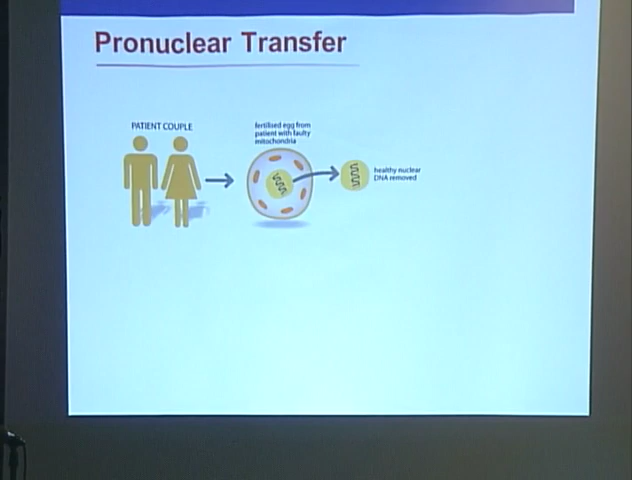 Pronuclear Transfer
PATIENT COUPLE
fertilised egg from
patient with faulty
mitochondria
healthy nuclear
DNA removed